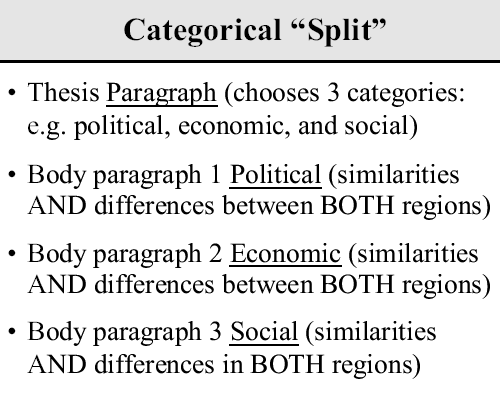 Categorical “Split”
• Thesis Paragraph (chooses 3 categories:
e.g. political, economic, and social)
• Body paragraph 1 Political (similarities
AND differences between BOTH regions)
• Body paragraph 2 Economic (similarities
AND differences between BOTH regions)
• Body paragraph 3 Social (similarities
AND differences in BOTH regions)